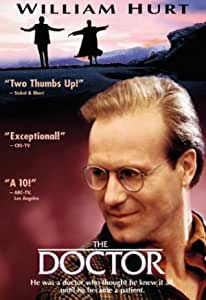 WILLIAM HURT
"Two Thumbs Up!"
- Siskel & Ebert
"Exceptional!"
- CBS-TV
"A 10!"
- ABC-TV,
Los Angeles
THE
DOCTOR
He was a doctor who thought he knew it all
until he became a patient.